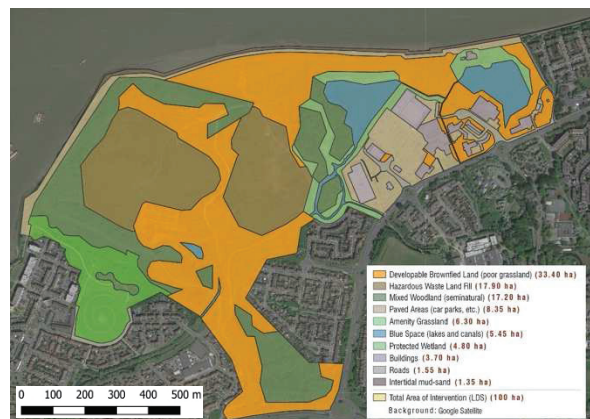 Developable Brownfied Land (poor grassland) (33.40 ha)
Hazardous Waste Land Fill (17.90 ha)
Mixed Woodland (seminatural) (17.20 ha)
Paved Areas (car parks, etc.) (8.35 ha)
Amenity Grassland (6.30 ha)
Blue Space (lakes and canals) (5.45 ha)
Protected Wetland (4.80 ha)
Buildings (3.70 ha)
Roads (1.55 ha)
Intertidal mud-sand (1.35 ha)
Total Area of Intervention (LDS) (100 ha)
Background: Google Satellite
0 100 200 300 400 500 m